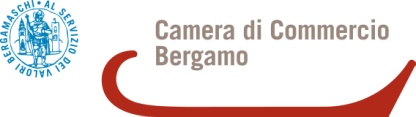 AL SERVIZIO DEI VALORI BERGAMASCHI •
Camera di Commercio
Bergamo